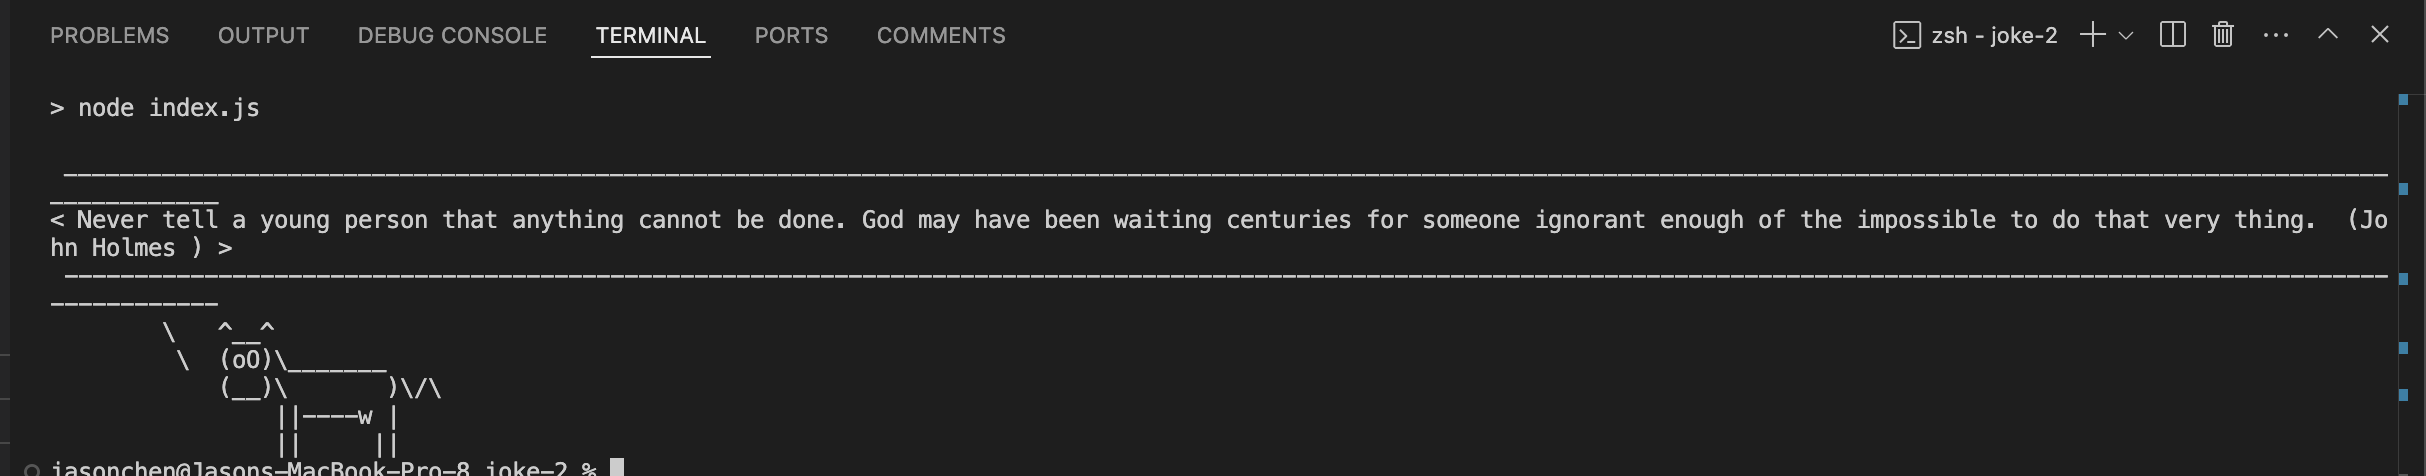 PROBLEMS OUTPUT DEBUG CONSOLE TERMINAL PORTS COMMENTS zsh - joke-2
> node index.js
< Never tell a young person that anything cannot be done. God may have been waiting centuries for someone ignorant enough of the impossible to do that very thing.  (Jo
hn Holmes ) >
        \   ^__^
         \  (oO)\_______
            (__)\       )\/\
                ||----w |
                ||     ||
jasonchen@Jasons-MacBook-Pro-8 joke-2 %